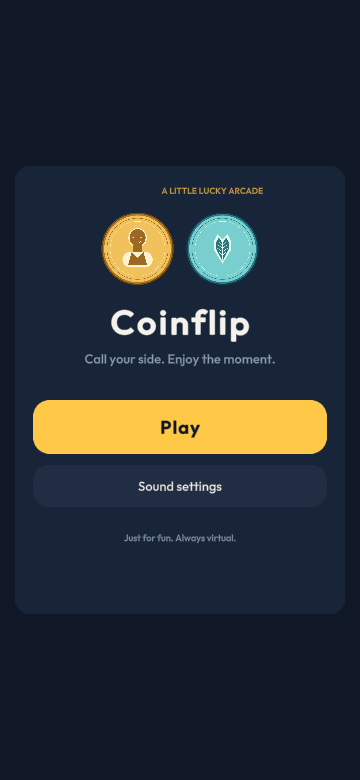 A LITTLE LUCKY ARCADE
Coinflip
Call your side. Enjoy the moment.
Play
Sound settings
Just for fun. Always virtual.